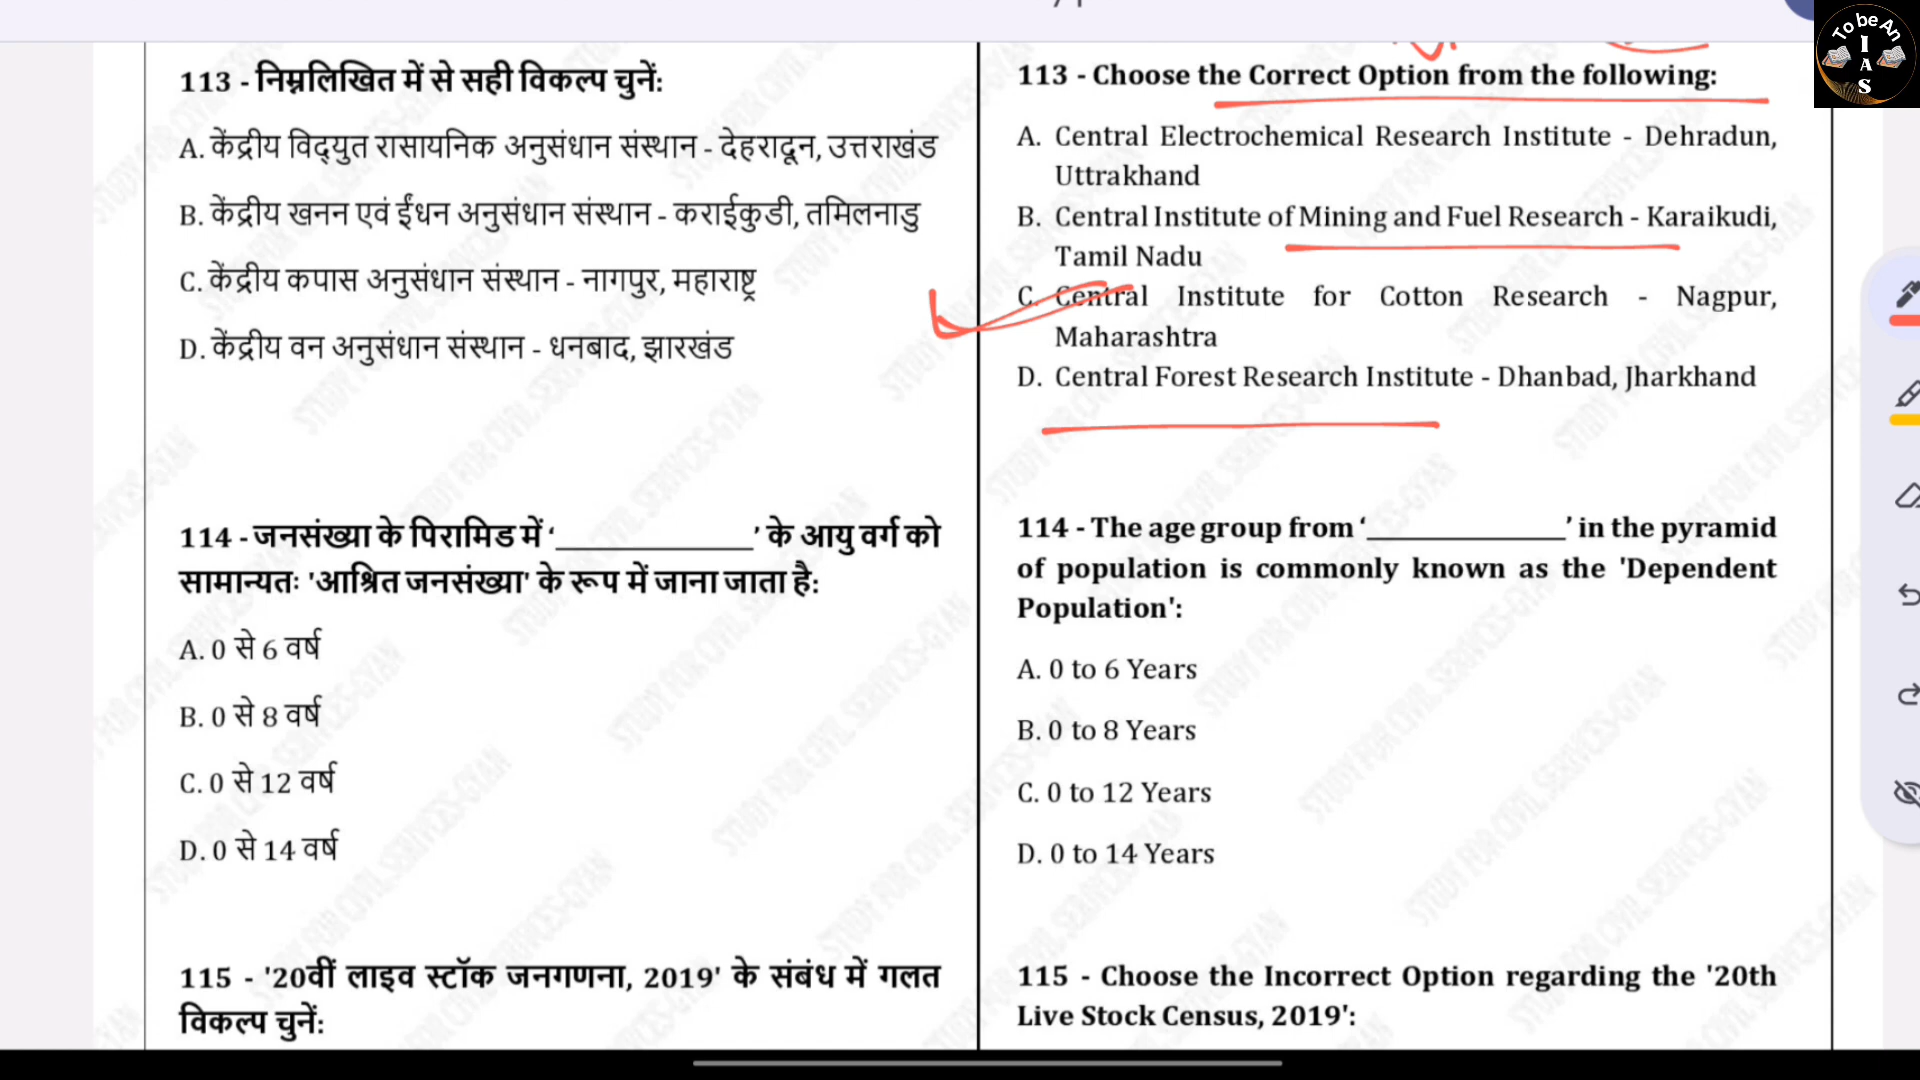 To be An
I
A
S
113 - निम्नलिखित में से सही विकल्प चुनें:
A. केंद्रीय विद्युत रासायनिक अनुसंधान संस्थान - देहरादून, उत्तराखंड
B. केंद्रीय खनन एवं ईंधन अनुसंधान संस्थान - कराईकुडी, तमिलनाडु
C. केंद्रीय कपास अनुसंधान संस्थान - नागपुर, महाराष्ट्र
D. केंद्रीय वन अनुसंधान संस्थान - धनबाद, झारखंड
114 - जनसंख्या के पिरामिड में ‘______________’ के आयु वर्ग को
सामान्यतः 'आश्रित जनसंख्या' के रूप में जाना जाता है:
A. 0 से 6 वर्ष
B. 0 से 8 वर्ष
C. 0 से 12 वर्ष
D. 0 से 14 वर्ष
115 - '20वीं लाइव स्टॉक जनगणना, 2019' के संबंध में गलत
विकल्प चुनें:
113 - Choose the Correct Option from the following:
A. Central Electrochemical Research Institute - Dehradun,
Uttrakhand
B. Central Institute of Mining and Fuel Research - Karaikudi,
Tamil Nadu
C. Central Institute for Cotton Research - Nagpur,
Maharashtra
D. Central Forest Research Institute - Dhanbad, Jharkhand
114 - The age group from ‘______________’ in the pyramid
of population is commonly known as the 'Dependent
Population':
A. 0 to 6 Years
B. 0 to 8 Years
C. 0 to 12 Years
D. 0 to 14 Years
115 - Choose the Incorrect Option regarding the '20th
Live Stock Census, 2019':
STUDY FOR CIVIL SERIVCES-GYAN